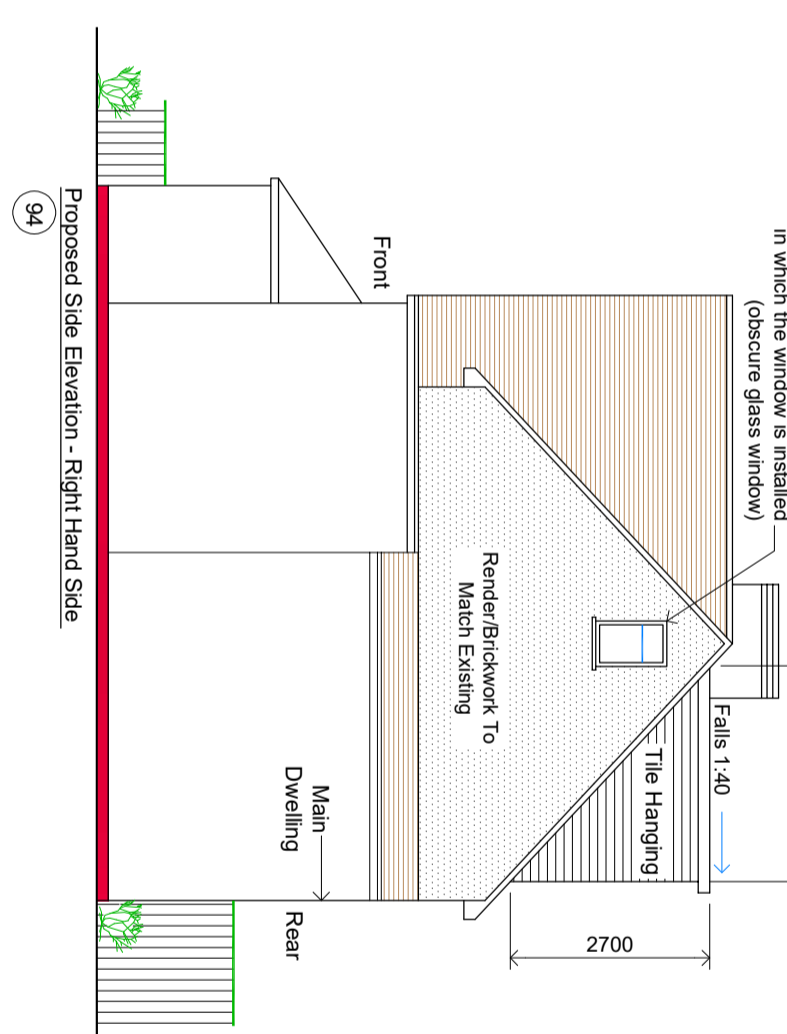 in which the window is installed
(obscure glass window)
Front
Falls 1:40
Tile Hanging
Render/Brickwork To
Match Existing
Main
Dwelling
Rear
2700
Proposed Side Elevation - Right Hand Side
94